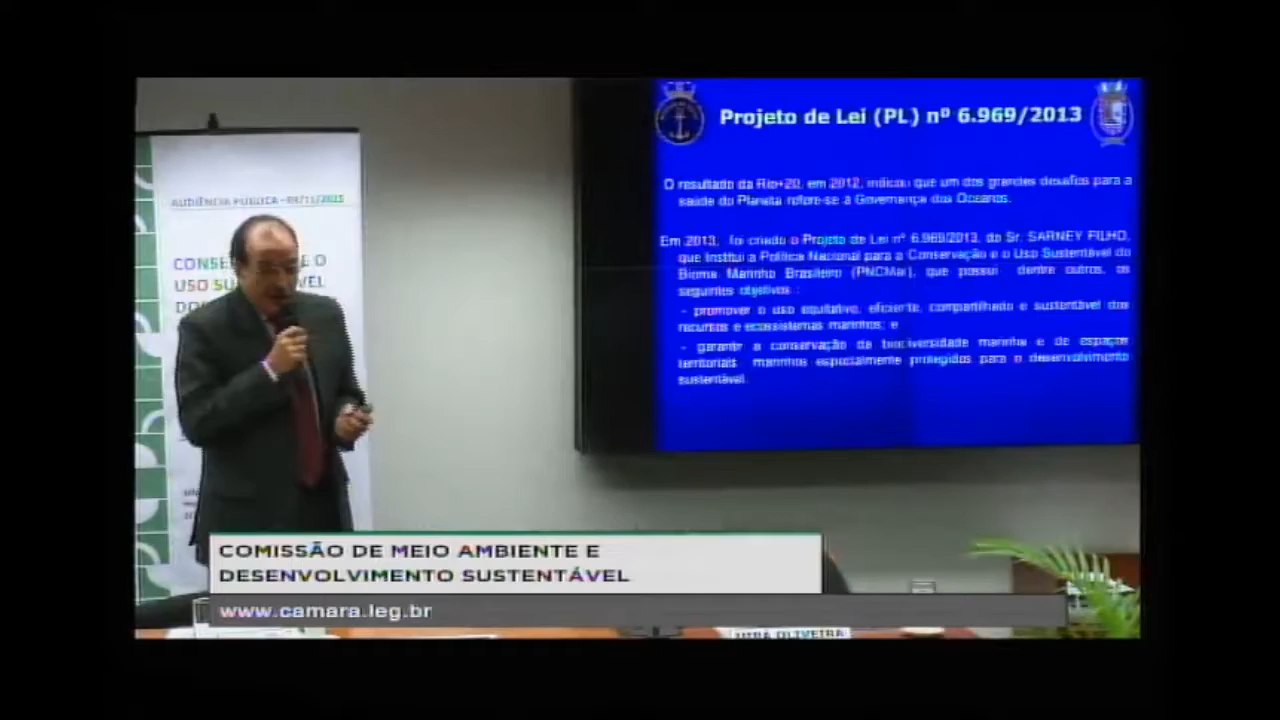 Projeto de Lei (PL) nº 6.969/2013
O resultado da Rio+20, em 2012, indicou que um dos grandes desafios para a
saúde do Planeta refere-se à Governança dos Oceanos.
Em 2013, foi criado o Projeto de Lei nº 6.969/2013, do Sr. SARNEY FILHO,
que Institui a Política Nacional para a Conservação e o Uso Sustentável do
Bioma Marinho Brasileiro (PNCMar), que possui dentre outros, os
seguintes objetivos :
- promover o uso equitativo, eficiente, compartilhado e sustentável dos
recursos e ecossistemas marinhos; e
- garantir a conservação da biodiversidade marinha e de espaços
territoriais marinhos especialmente protegidos para o desenvolvimento
sustentável.
AUDIÊNCIA PÚBLICA -
CONSE E O
USO SU VEL
DO
COMISSÃO DE MEIO AMBIENTE E
DESENVOLVIMENTO SUSTENTÁVEL
www.camara.leg.br
OLIVEIRA